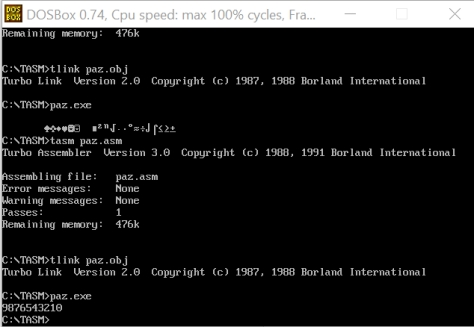 DOSBox 0.74, Cpu speed: max 100% cycles, Fra...
Remaining memory: 476k
C:\TASM>tlink paz.obj
Turbo Link Version 2.0 Copyright (c) 1987, 1988 Borland International
C:\TASM>paz.exe
C:\TASM>tasm paz.asm
Turbo Assembler Version 3.0 Copyright (c) 1988, 1991 Borland International
Assembling file: paz.asm
Error messages: None
Warning messages: None
Passes: 1
Remaining memory: 476k
C:\TASM>tlink paz.obj
Turbo Link Version 2.0 Copyright (c) 1987, 1988 Borland International
C:\TASM>paz.exe
9876543210
C:\TASM>